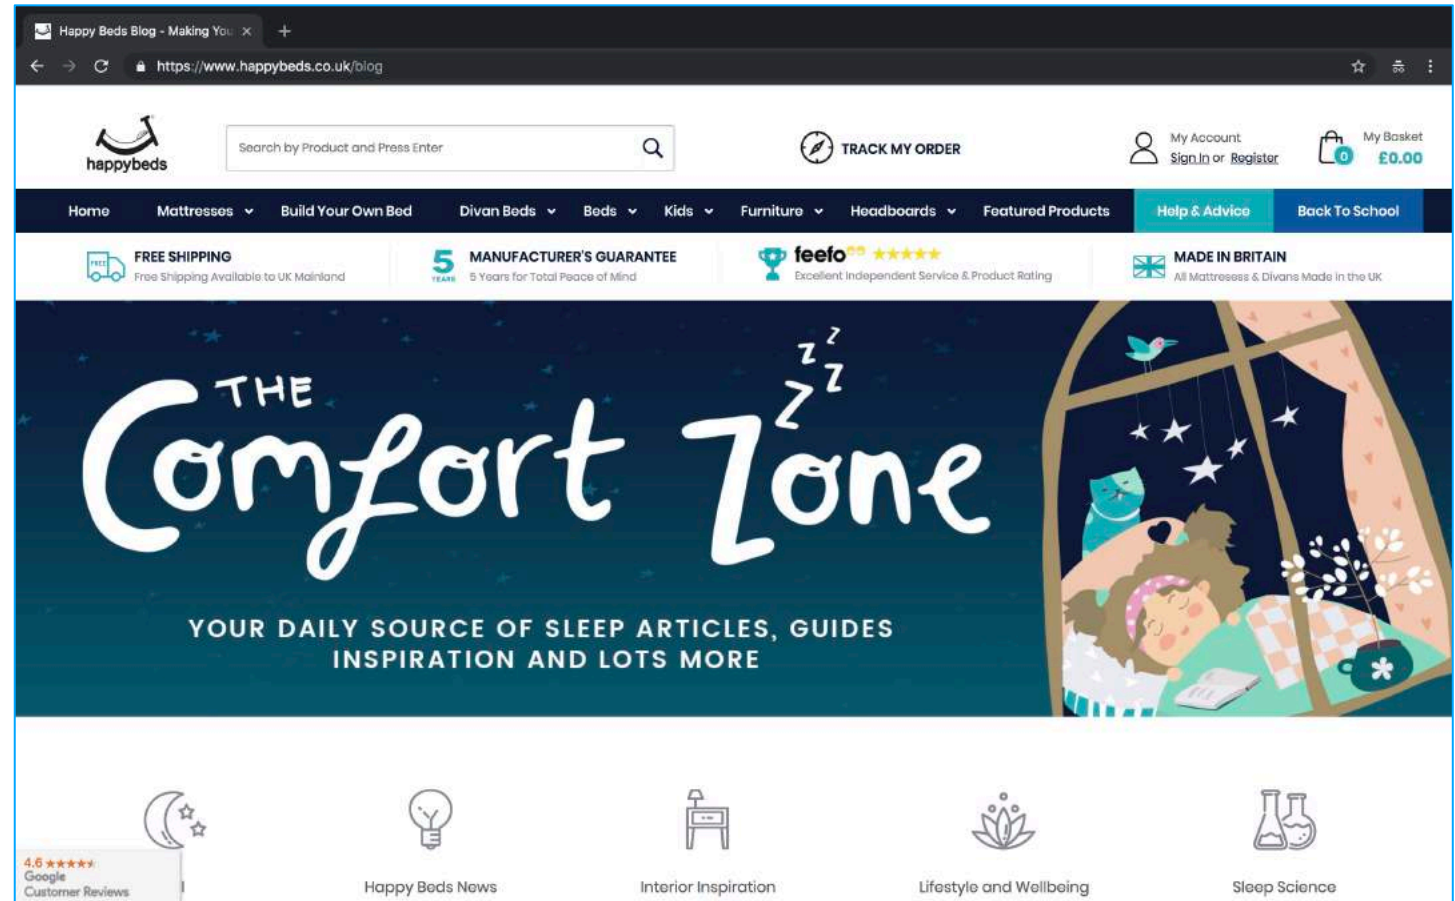 Happy Beds Blog - Making You
https://www.happybeds.co.uk/blog
happybeds
Search by Product and Press Enter
TRACK MY ORDER
My Account
Sign In or Register
0
My Basket
£0.00
Home Mattresses Build Your Own Bed Divan Beds Beds Kids Furniture Headboards Featured Products Help & Advice Back To School
FREE
FREE SHIPPING
Free Shipping Available to UK Mainland
5
YEARS
MANUFACTURER'S GUARANTEE
5 Years for Total Peace of Mind
feefo
Excellent Independent Service & Product Rating
MADE IN BRITAIN
All Mattresess & Divans Made in the UK
THE
Comfort Zone
z z z z
YOUR DAILY SOURCE OF SLEEP ARTICLES, GUIDES
INSPIRATION AND LOTS MORE
4.6
Google
Customer Reviews
Happy Beds News
Interior Inspiration
Lifestyle and Wellbeing
Sleep Science